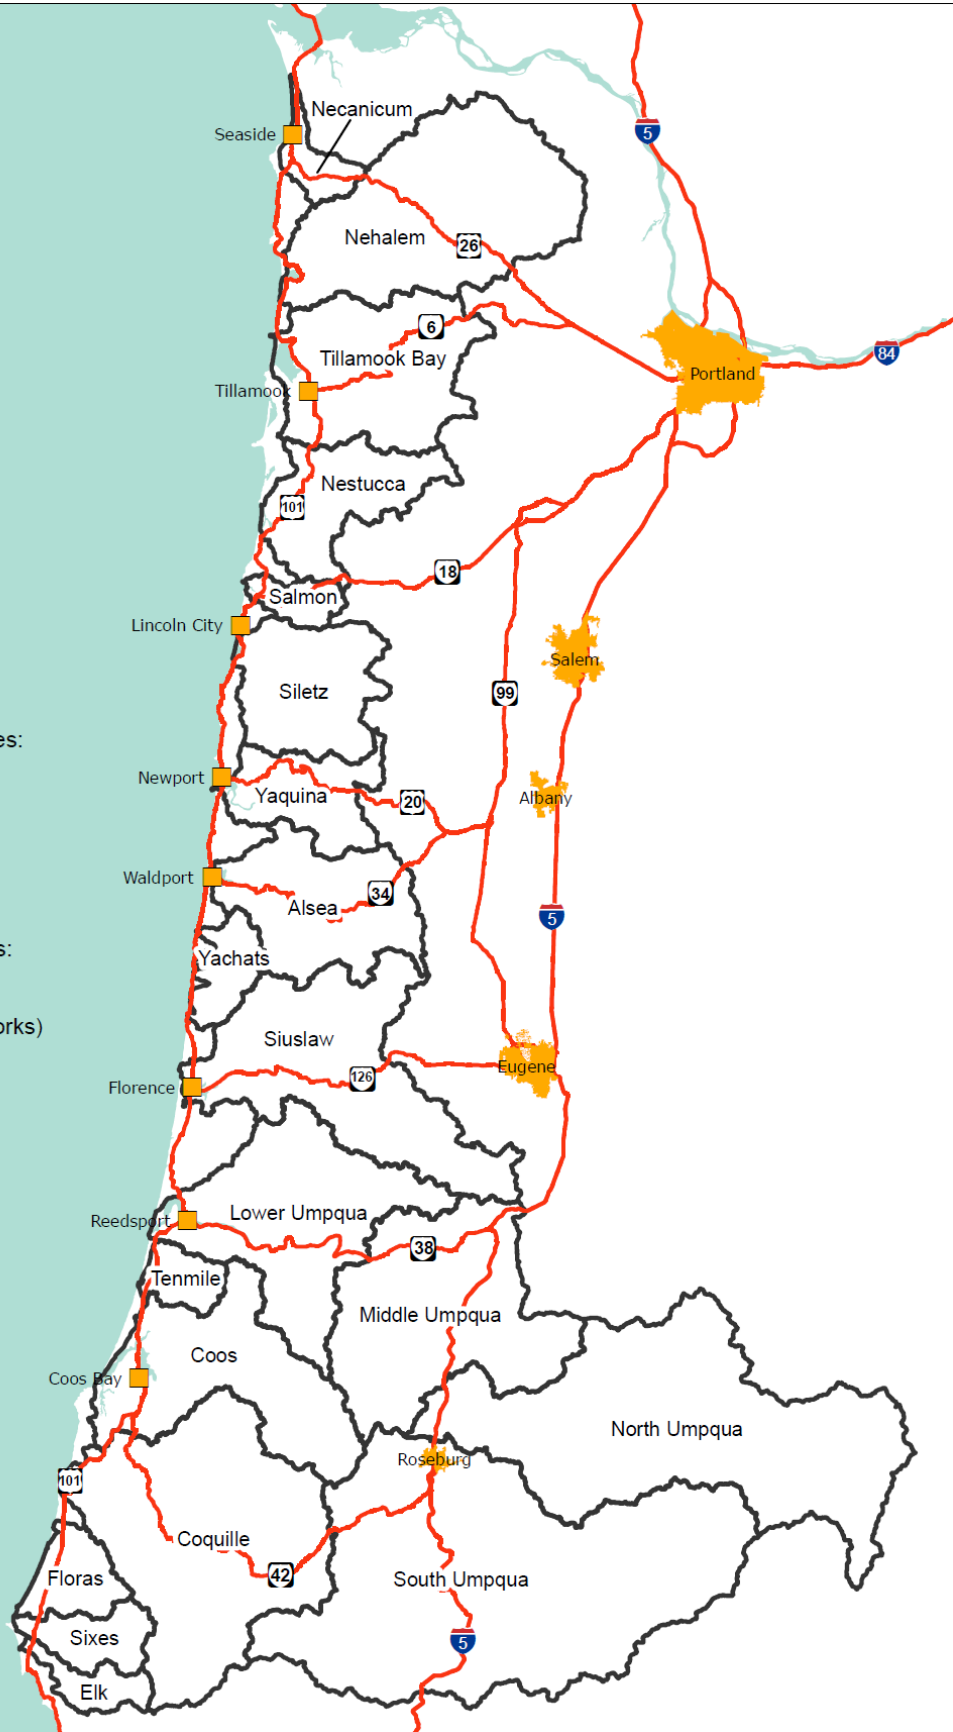 Necanicum
Seaside
5
Nehalem
26
6
Tillamook Bay
84
Portland
Tillamook
Nestucca
101
18
Salmon
Lincoln City
Salem
Siletz
99
es:
Newport
Yaquina
20
Albany
Waldport
34
Alsea
5
s:
Yachats
orks)
Siuslaw
Eugene
126
Florence
Lower Umpqua
Reedsport
38
Tenmile
Middle Umpqua
Coos
Coos Bay
North Umpqua
Roseburg
101
Coquille
42
Floras
South Umpqua
Sixes
5
Elk